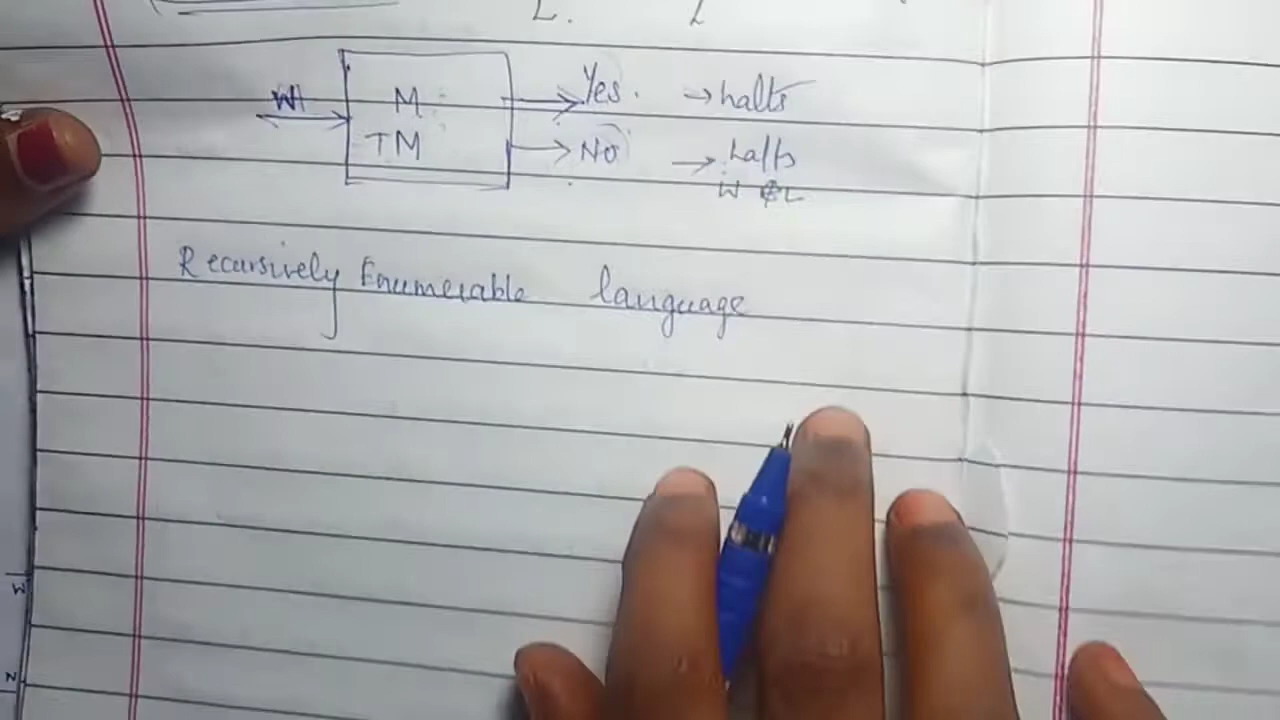 L.
W M Yes. → halts
TM → No → halts
W ∉ L
Recursively Enumerable language
W
N